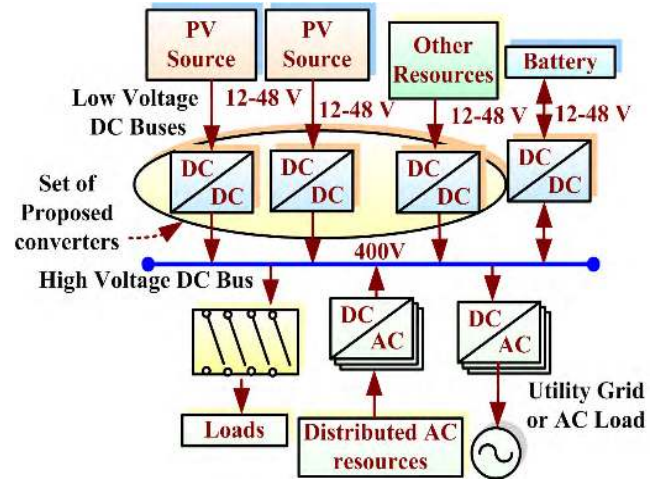 PV
Source
PV
Source
Other
Resources
Battery
Low Voltage
DC Buses
12-48 V
12-48 V
12-48 V
12-48 V
DC
DC
DC
DC
DC
DC
DC
DC
Set of
Proposed
converters
400V
High Voltage DC Bus
DC
AC
DC
AC
Utility Grid
or AC Load
Loads
Distributed AC
resources